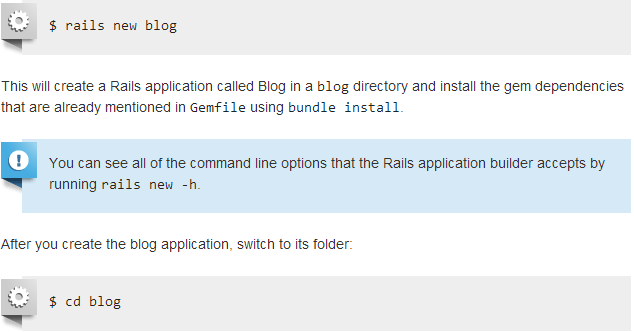 $ rails new blog
This will create a Rails application called Blog in a blog directory and install the gem dependencies
that are already mentioned in Gemfile using bundle install.
You can see all of the command line options that the Rails application builder accepts by
running rails new -h.
After you create the blog application, switch to its folder:
$ cd blog